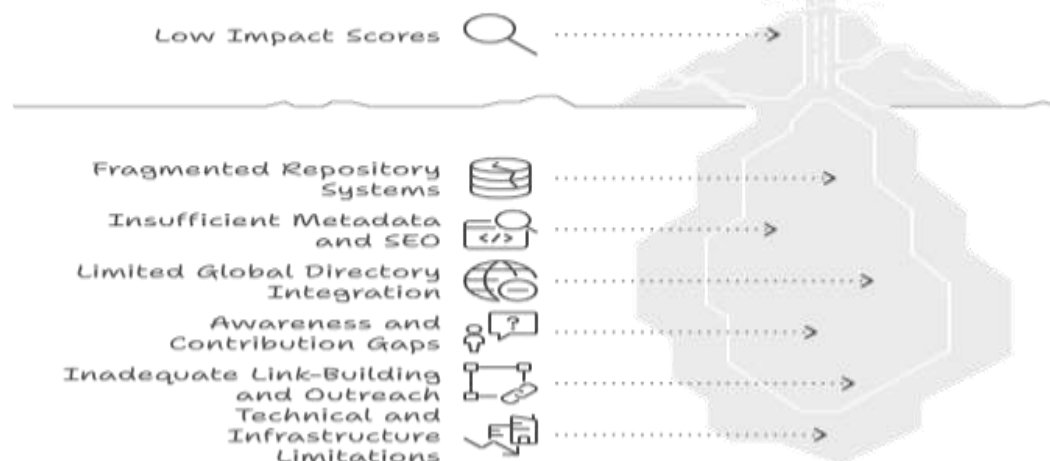 Low Impact Scores
Fragmented Repository
Systems
Insufficient Metadata
and SEO
</>
Limited Global Directory
Integration
Awareness and
Contribution Gaps
?
Inadequate Link-Building
and Outreach
Technical and
Infrastructure
Limitations